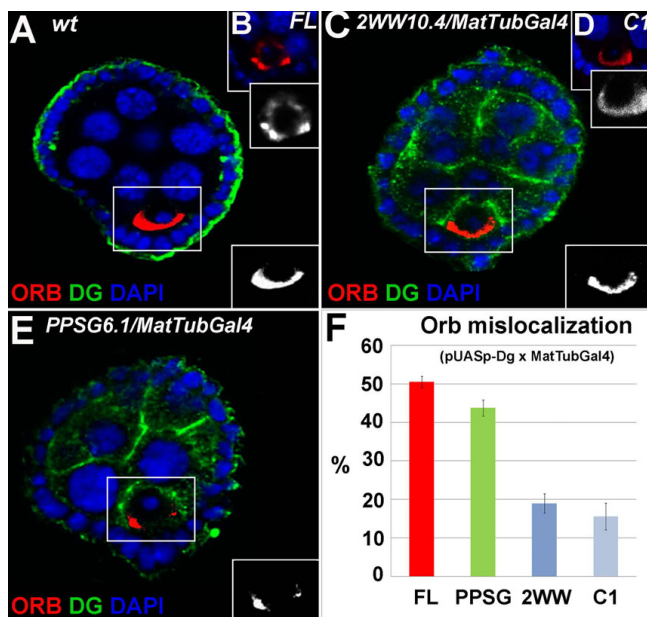 A wt
B FL
C 2WW10.4/MatTubGal4
D C1
ORB DG DAPI
ORB DG DAPI
E PPSG6.1/MatTubGal4
ORB DG DAPI
F Orb mislocalization
(pUASp-Dg x MatTubGal4)
60
50
40
30
20
10
0
%
FL PPSG 2WW C1